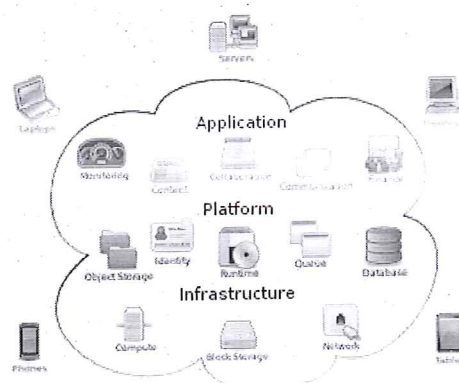 Servers
Laptops
Application
Monitoring
Content
Collaboration
Communication
Finance
Platform
Object Storage
Identity
Runtime
Queue
Database
Infrastructure
Compute
Block Storage
Network
Phones